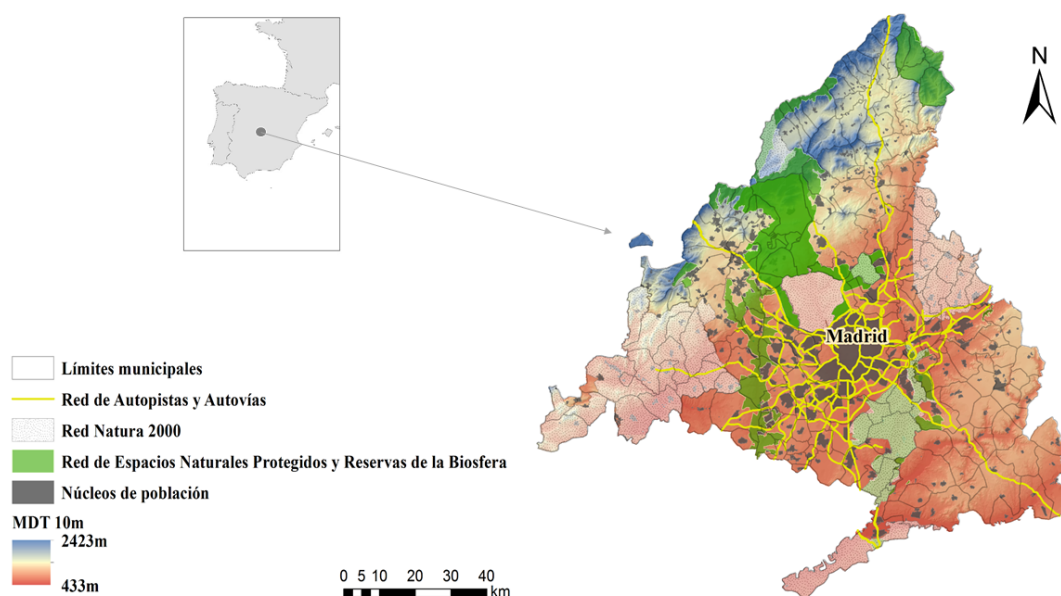 N
Madrid
Límites municipales
Red de Autopistas y Autovías
Red Natura 2000
Red de Espacios Naturales Protegidos y Reservas de la Biosfera
Núcleos de población
MDT 10m
2423m
433m
0 5 10 20 30 40
km